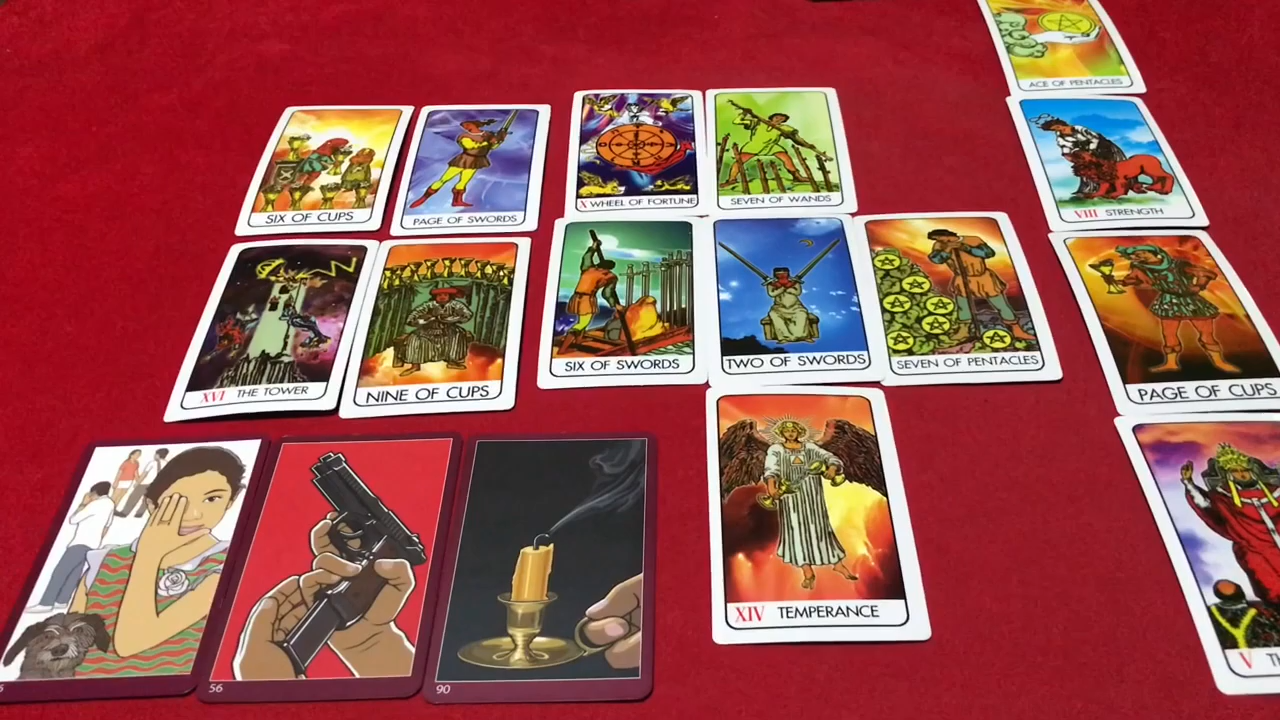 ACE OF PENTACLES
SIX OF CUPS
PAGE OF SWORDS
X WHEEL OF FORTUNE
SEVEN OF WANDS
VIII STRENGTH
XVI THE TOWER
NINE OF CUPS
SIX OF SWORDS
TWO OF SWORDS
SEVEN OF PENTACLES
PAGE OF CUPS
XIV TEMPERANCE
V
56
90